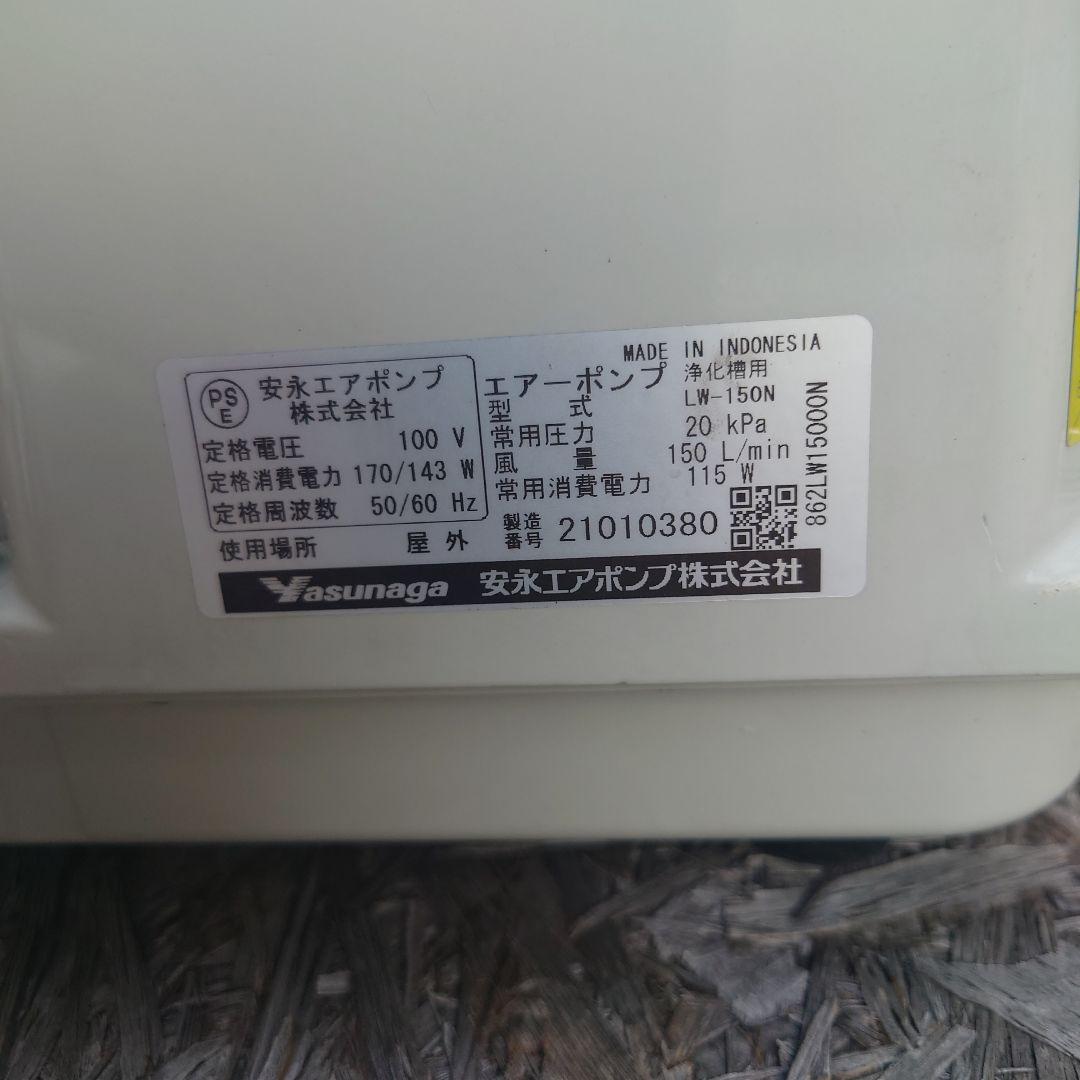 MADE IN INDONESIA
PS
E
安永エアポンプ
株式会社
定格電圧 100 V
定格消費電力 170/143 W
定格周波数 50/60 Hz
使用場所 屋外
エアーポンプ 浄化槽用
型式 LW-150N
常用圧力 20 kPa
風量 150 L/min
常用消費電力 115 W
製造
番号 21010380
862LW15000N
Yasunaga 安永エアポンプ株式会社